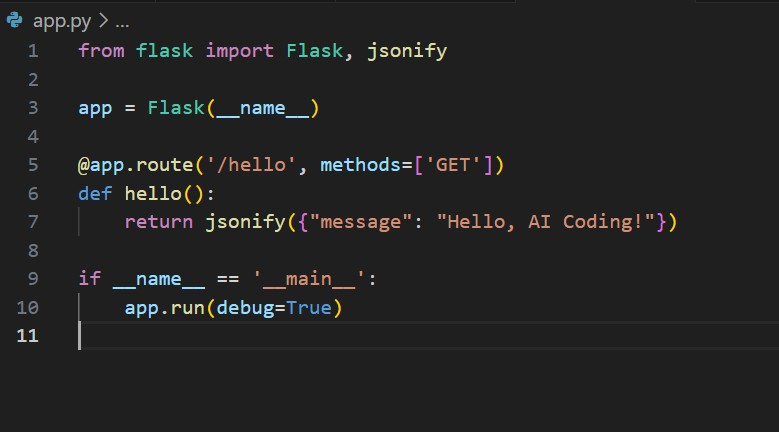 app.py > ...
1 from flask import Flask, jsonify
2
3 app = Flask(__name__)
4
5 @app.route('/hello', methods=['GET'])
6 def hello():
7     return jsonify({"message": "Hello, AI Coding!"})
8
9 if __name__ == '__main__':
10     app.run(debug=True)
11